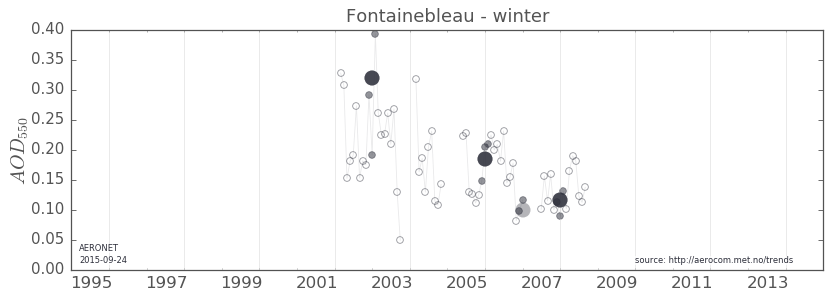 Fontainebleau - winter
0.40
0.35
0.30
0.25
0.20
0.15
0.10
0.05
0.00
AOD550
AERONET
2015-09-24
source: http://aerocom.met.no/trends
1995 1997 1999 2001 2003 2005 2007 2009 2011 2013